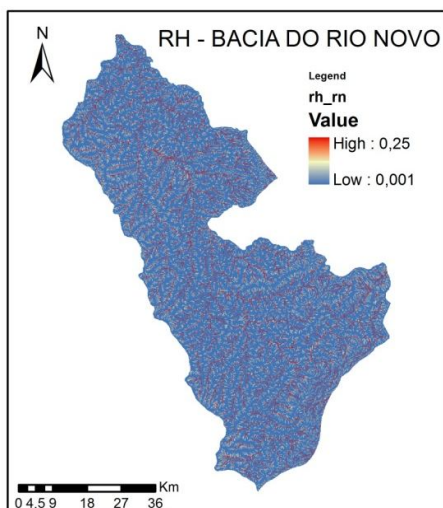 RH - BACIA DO RIO NOVO
N
Legend
rh_rn
Value
High : 0,25
Low : 0,001
Km
0 4.5 9 18 27 36